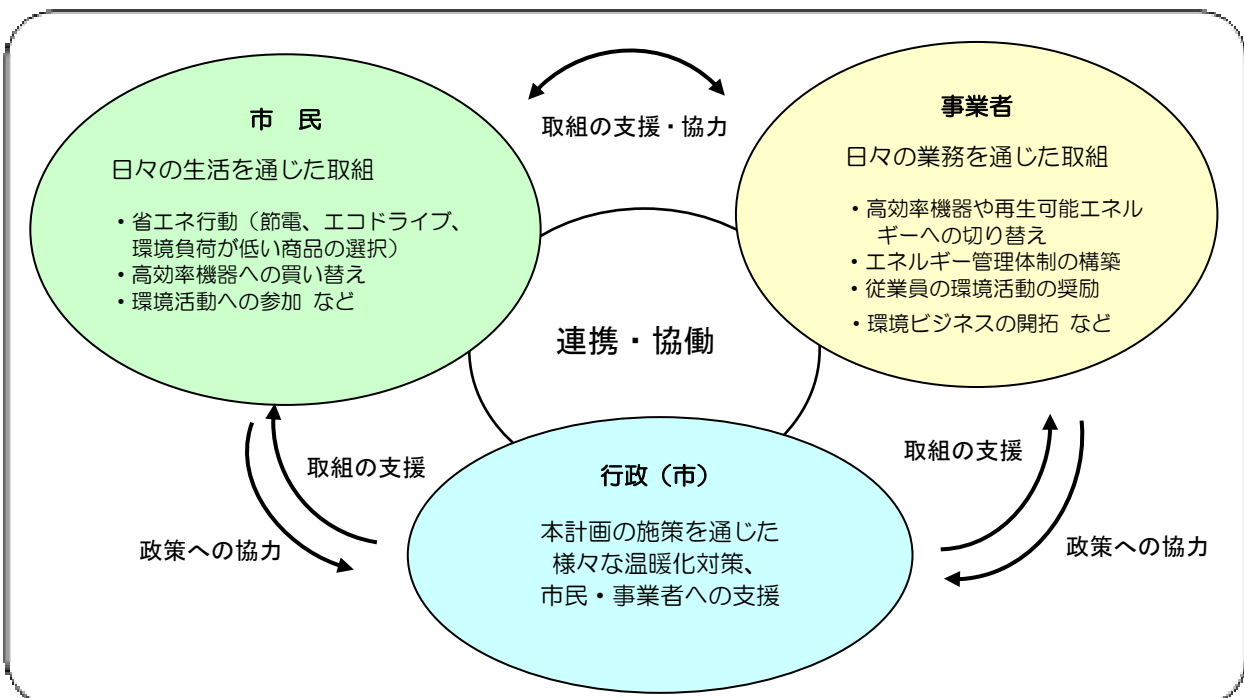 市　民
日々の生活を通じた取組
・省エネ行動（節電、エコドライブ、
環境負荷が低い商品の選択）
・高効率機器への買い替え
・環境活動への参加 など
取組の支援・協力
事業者
日々の業務を通じた取組
・高効率機器や再生可能エネル
ギーへの切り替え
・エネルギー管理体制の構築
・従業員の環境活動の奨励
・環境ビジネスの開拓 など
連携・協働
取組の支援
政策への協力
行政（市）
本計画の施策を通じた
様々な温暖化対策、
市民・事業者への支援
取組の支援
政策への協力